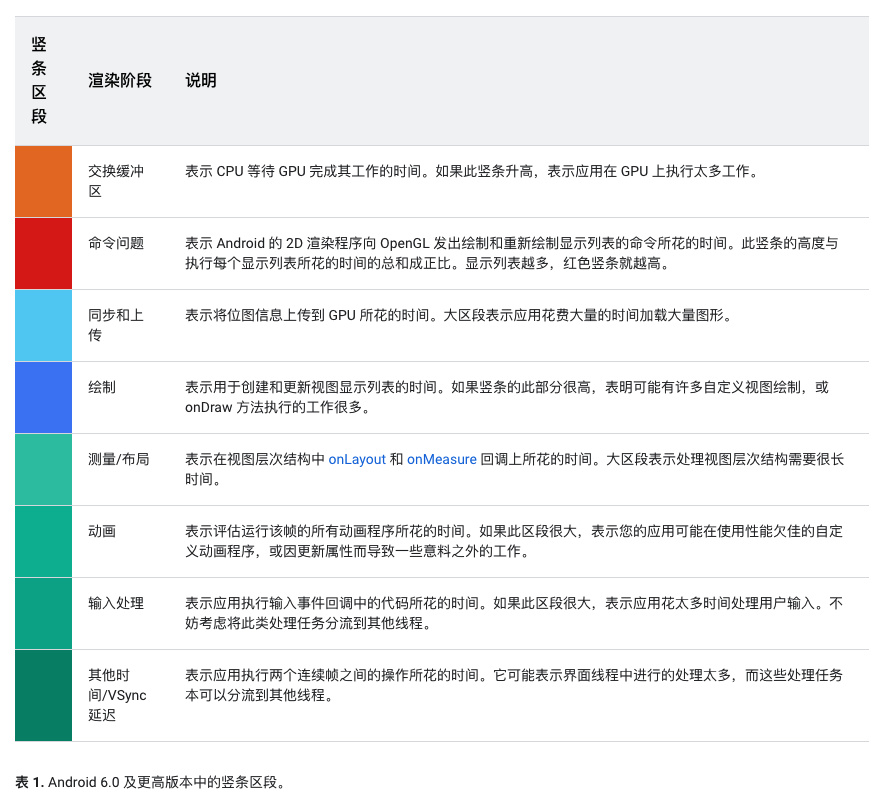 竖
条
区
段
渲染阶段
说明
交换缓冲
区
表示 CPU 等待 GPU 完成其工作的时间。如果此竖条升高，表示应用在 GPU 上执行太多工作。
命令问题
表示 Android 的 2D 渲染程序向 OpenGL 发出绘制和重新绘制显示列表的命令所花的时间。此竖条的高度与
执行每个显示列表所花的时间的总和成正比。显示列表越多，红色竖条就越高。
同步和上
传
表示将位图信息上传到 GPU 所花的时间。大区段表示应用花费大量的时间加载大量图形。
绘制
表示用于创建和更新视图显示列表的时间。如果竖条的此部分很高，表明可能有许多自定义视图绘制，或
onDraw 方法执行的工作很多。
测量/布局
表示在视图层次结构中 onLayout 和 onMeasure 回调上所花的时间。大区段表示处理视图层次结构需要很长
时间。
动画
表示评估运行该帧的所有动画程序所花的时间。如果此区段很大，表示您的应用可能在使用性能欠佳的自定
义动画程序，或因更新属性而导致一些意料之外的工作。
输入处理
表示应用执行输入事件回调中的代码所花的时间。如果此区段很大，表示应用花太多时间处理用户输入。不
妨考虑将此类处理任务分流到其他线程。
其他时
间/VSync
延迟
表示应用执行两个连续帧之间的操作所花的时间。它可能表示界面线程中进行的处理太多，而这些处理任务
本可以分流到其他线程。
表 1. Android 6.0 及更高版本中的竖条区段。